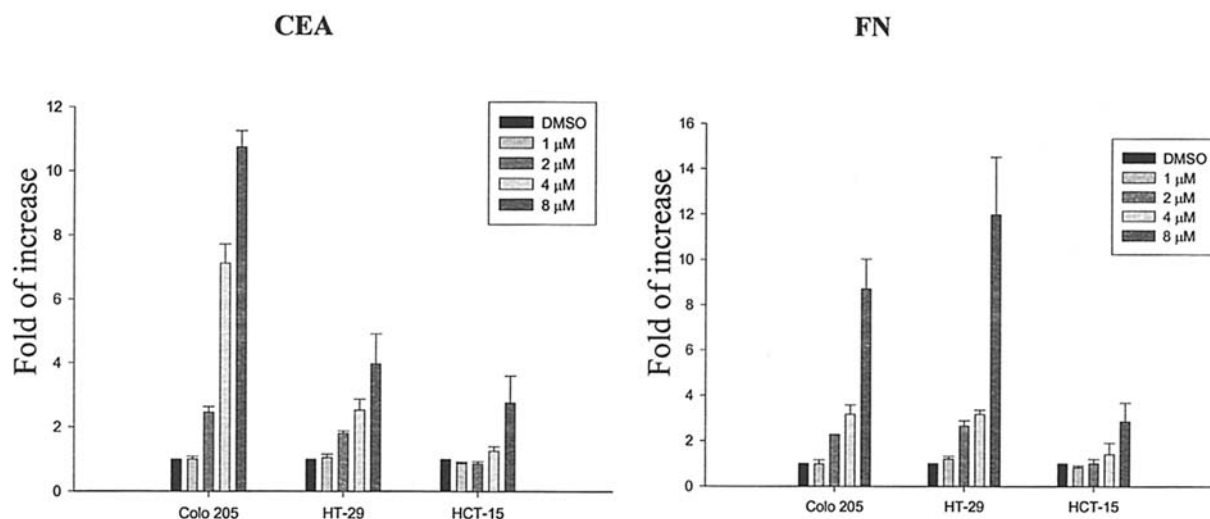 CEA
Fold of increase
12
10
8
6
4
2
0
DMSO
1 μM
2 μM
4 μM
8 μM
Colo 205
HT-29
HCT-15
FN
Fold of increase
16
14
12
10
8
6
4
2
0
DMSO
1 μM
2 μM
4 μM
8 μM
Colo 205
HT-29
HCT-15